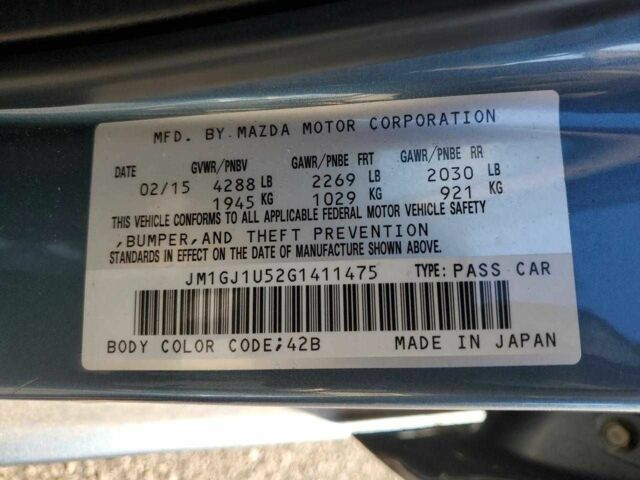 MFD. BY MAZDA MOTOR CORPORATION
DATE GVWR/PNBV GAWR/PNBE FRT GAWR/PNBE RR
02/15 4288 LB 2269 LB 2030 LB
1945 KG 1029 KG 921 KG
THIS VEHICLE CONFORMS TO ALL APPLICABLE FEDERAL MOTOR VEHICLE SAFETY
,BUMPER,AND THEFT PREVENTION
STANDARDS IN EFFECT ON THE DATE OF MANUFACTURE SHOWN ABOVE.
JM1GJ1U52G1411475 TYPE: PASS CAR
BODY COLOR CODE;42B MADE IN JAPAN